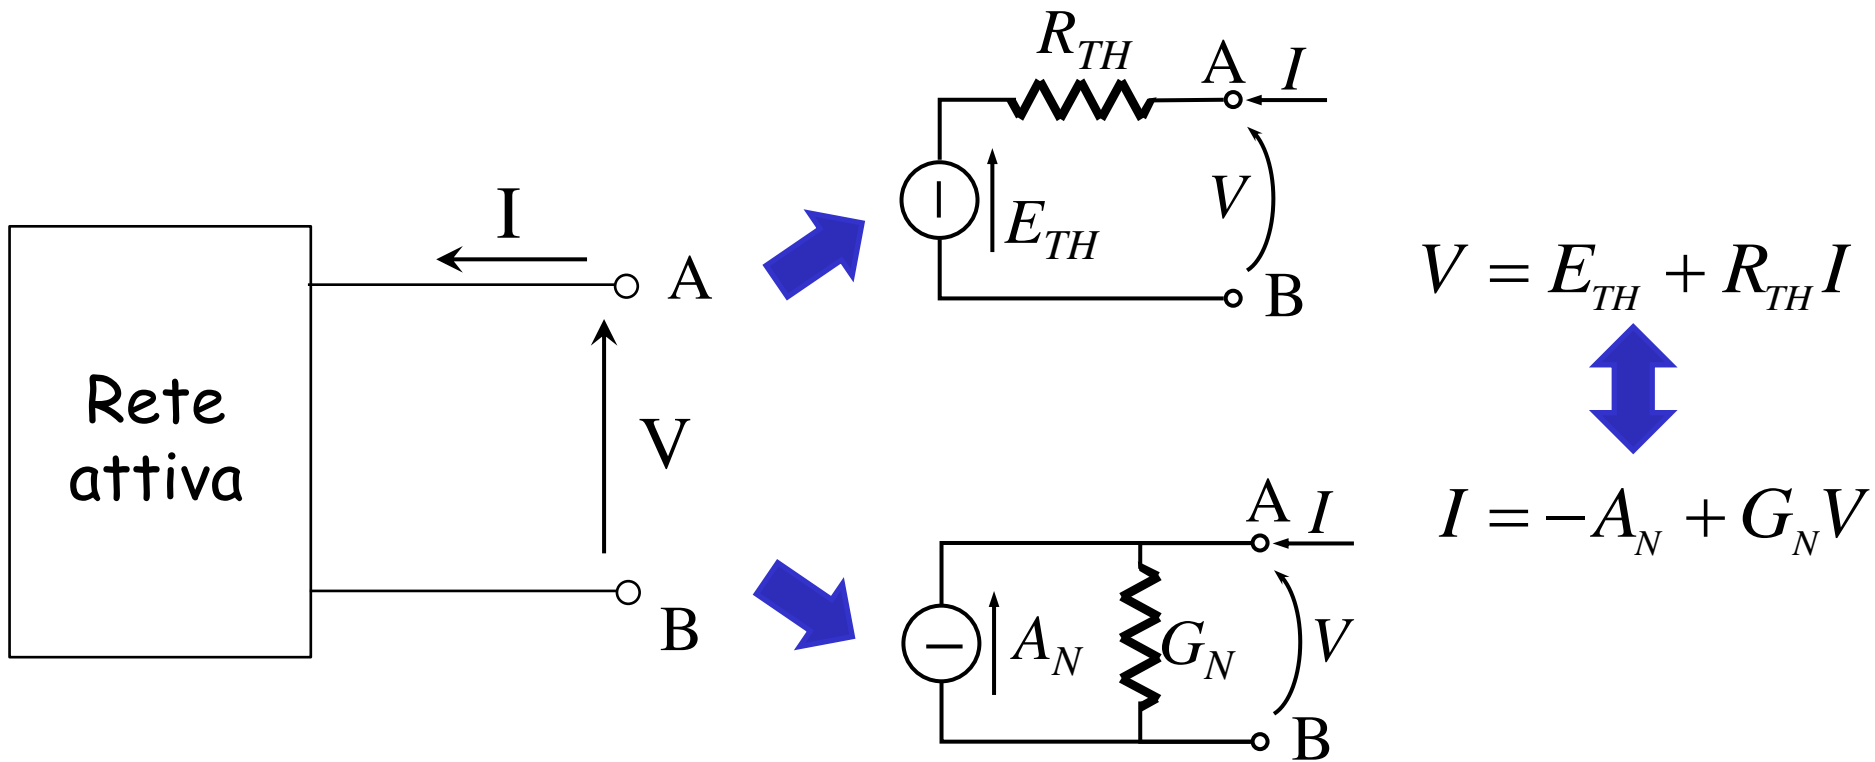 I
A
Rete
attiva
V
B
R_TH
A
I
E_TH
V
B
V = E_TH + R_TH I
A
I
A_N
G_N
V
B
I = −A_N + G_N V